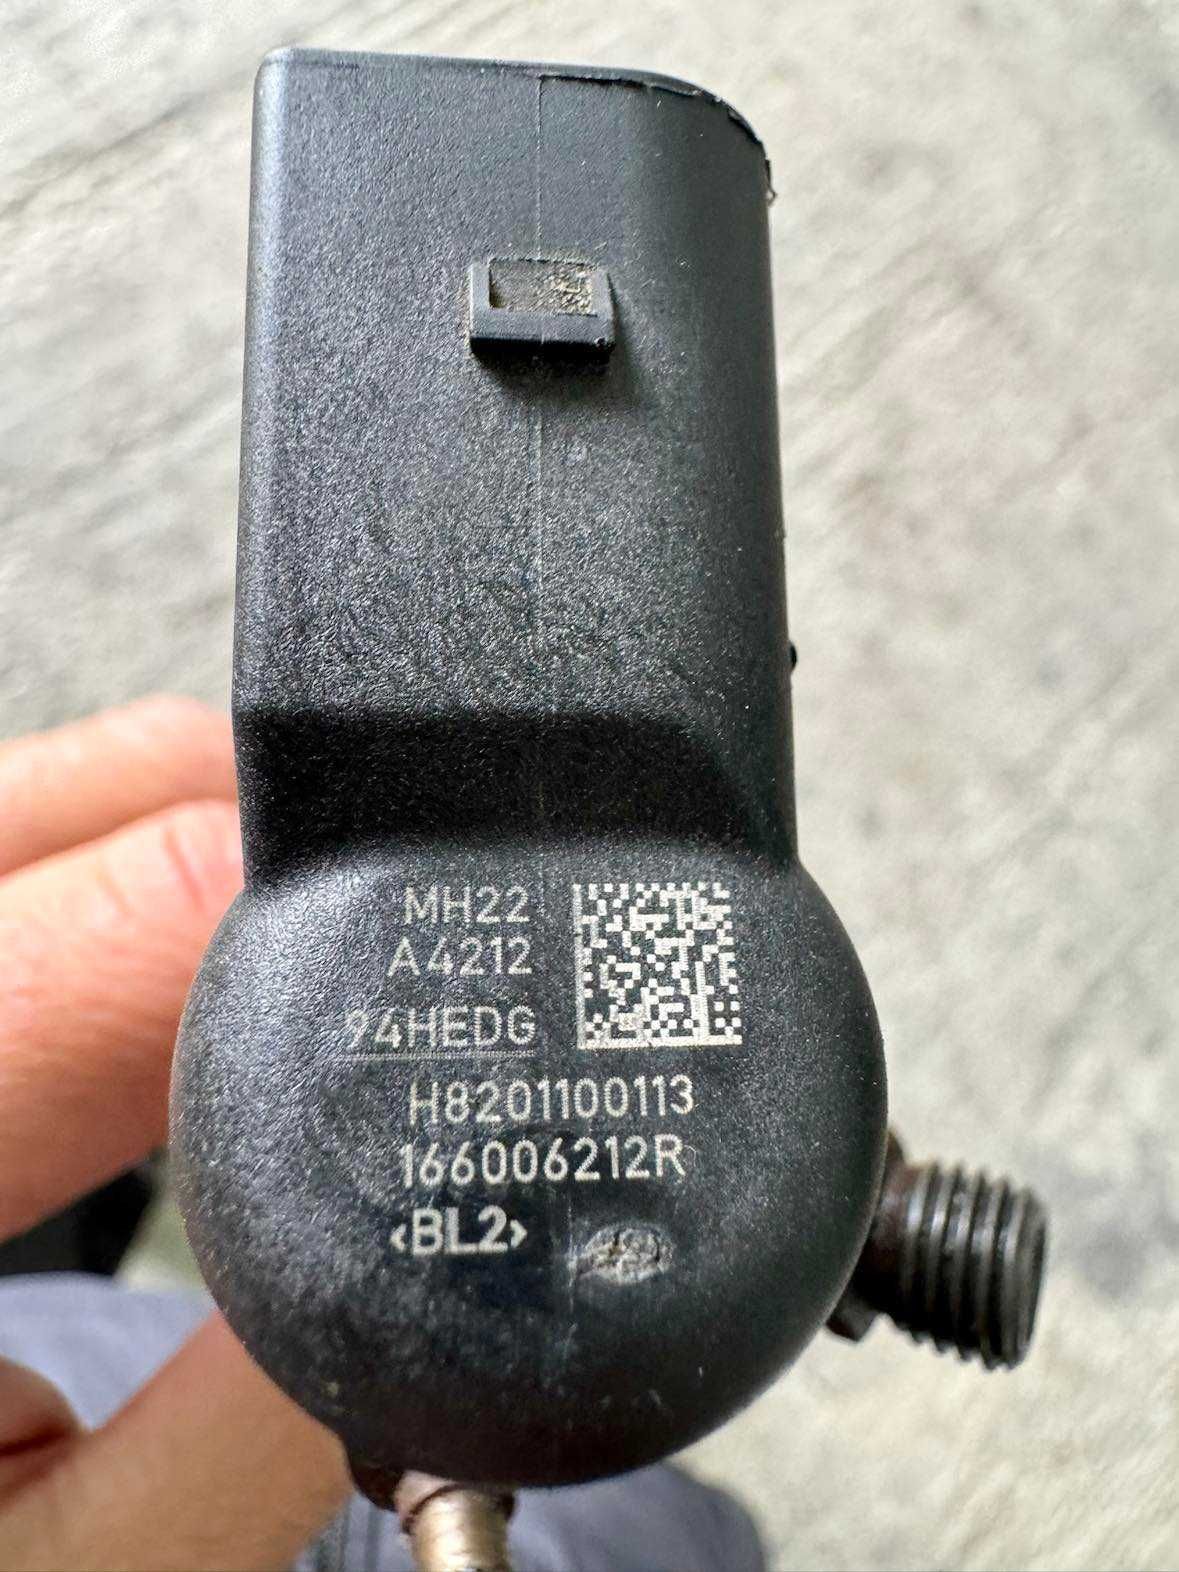 MH22
A4212
94HEDG
H8201100113
166006212R
<BL2>